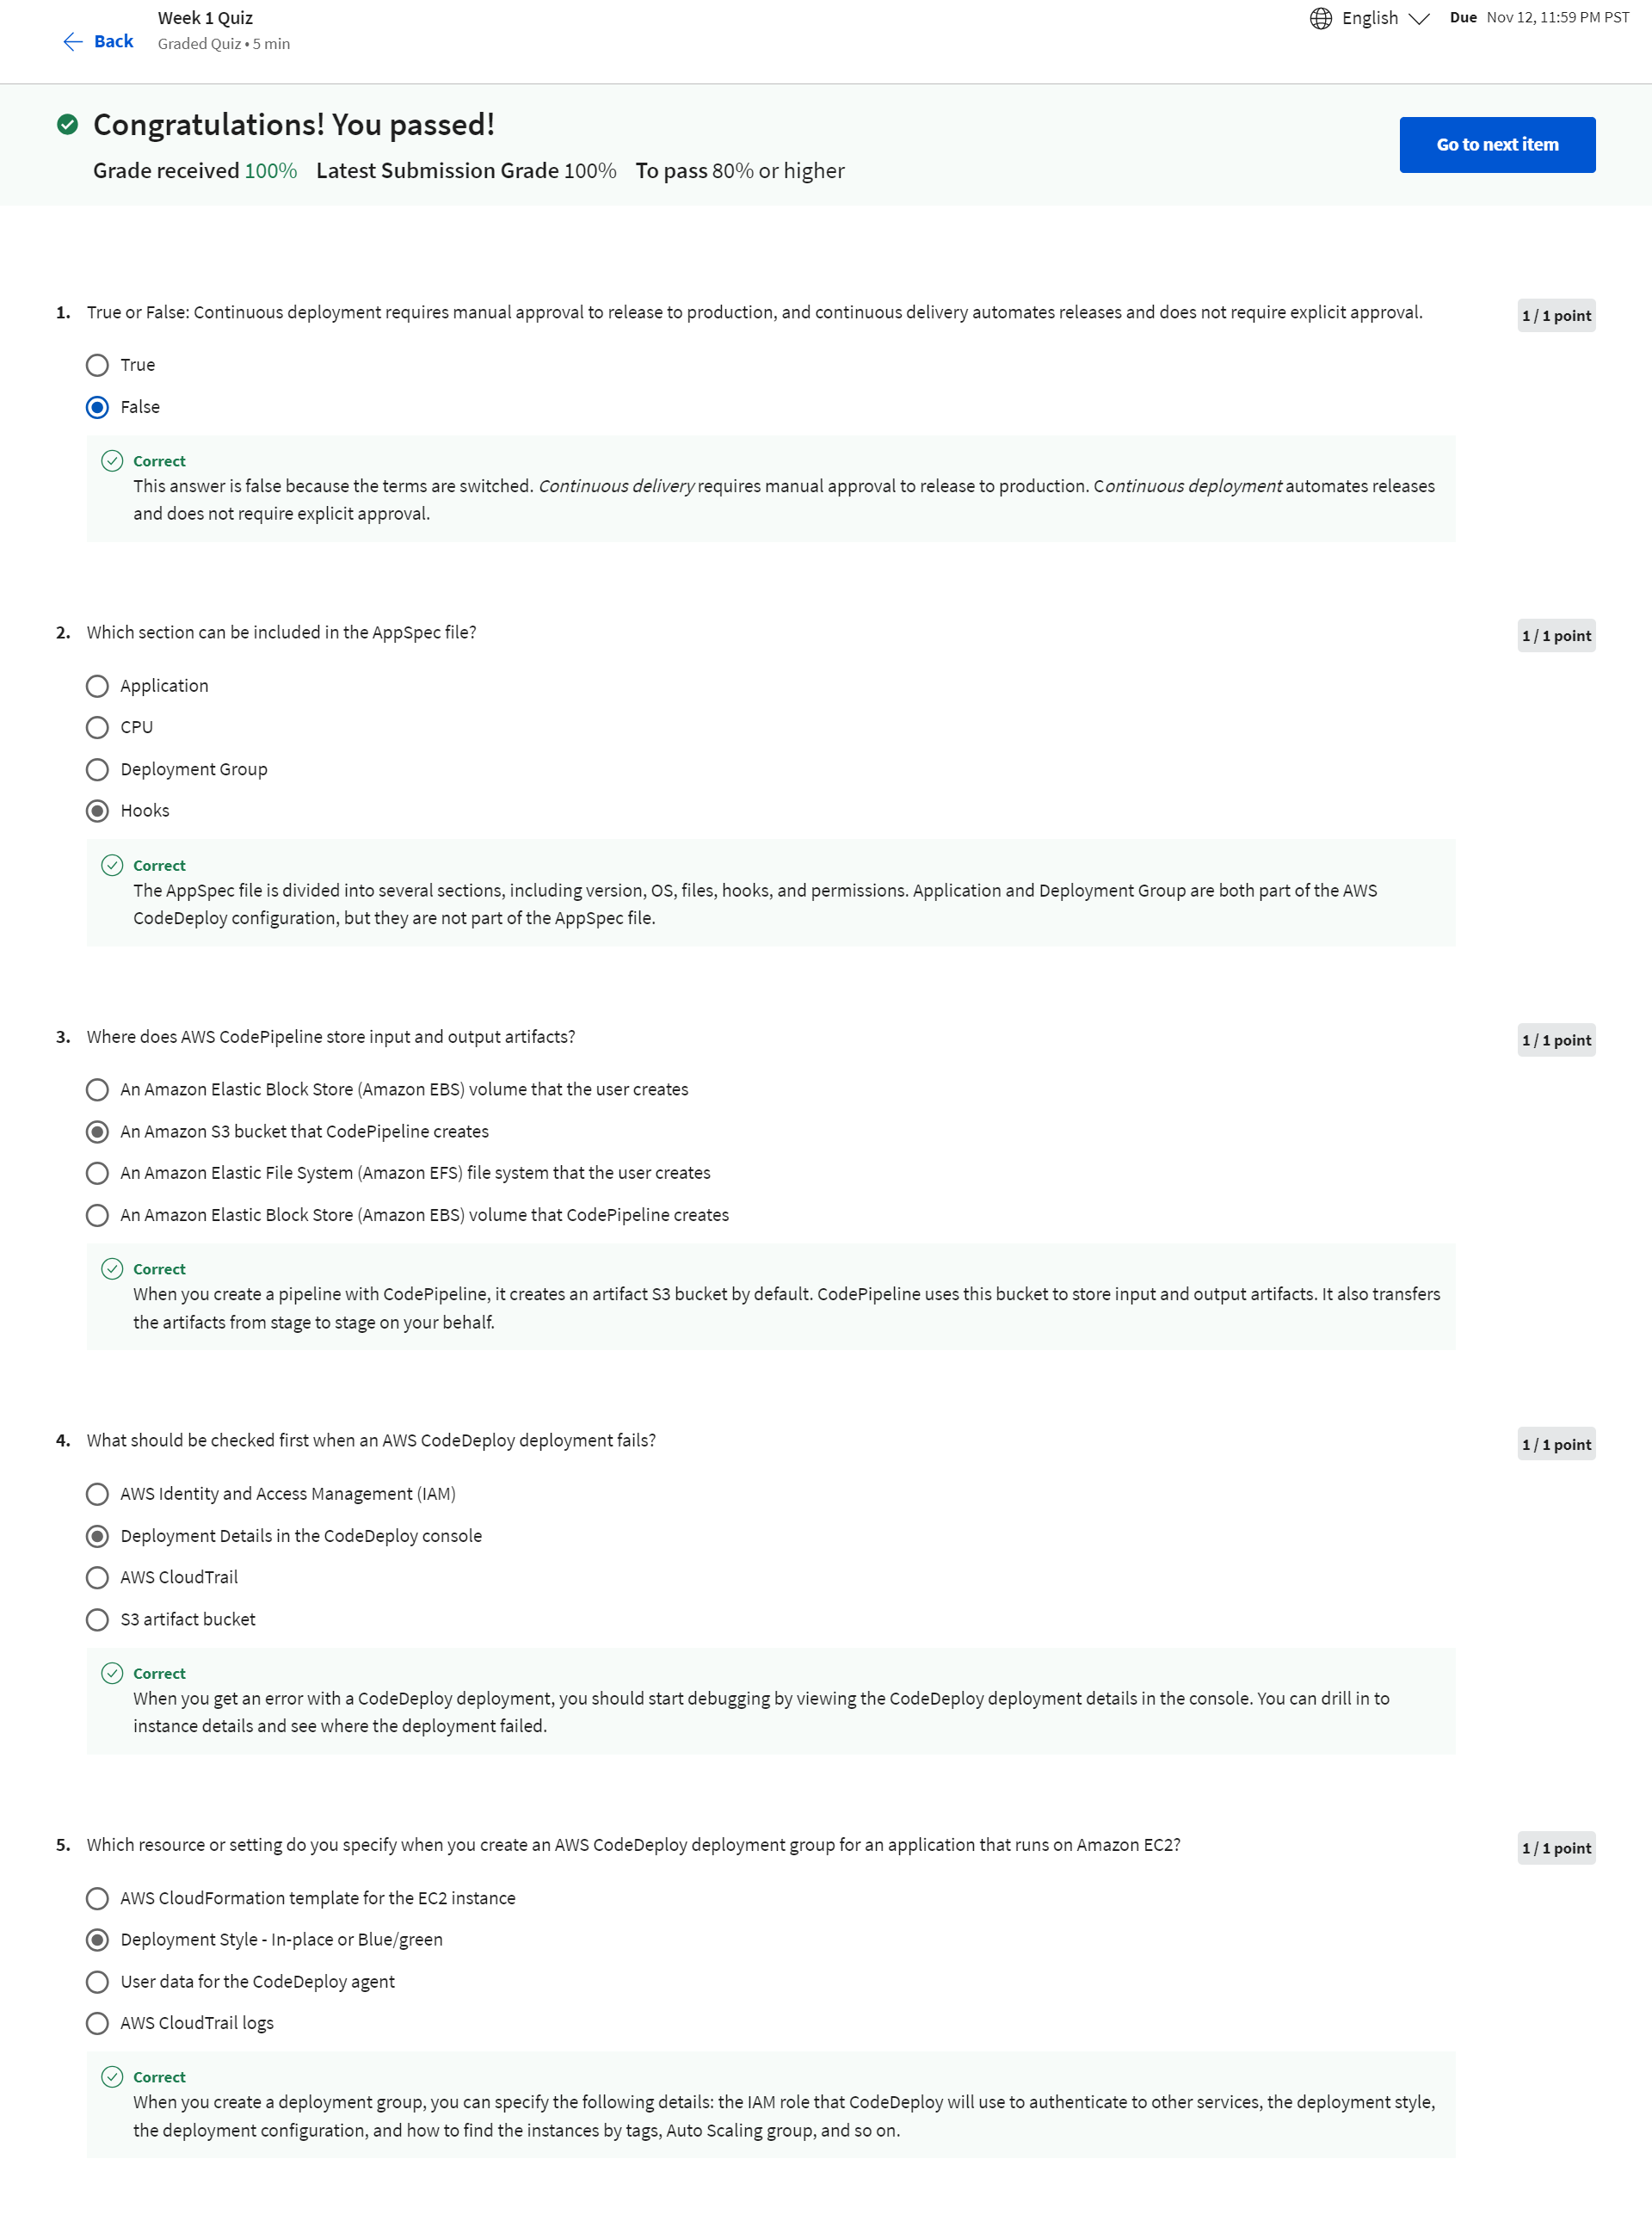 Back
Week 1 Quiz
Graded Quiz • 5 min
English
Due Nov 12, 11:59 PM PST
Congratulations! You passed!
Grade received 100% Latest Submission Grade 100% To pass 80% or higher
Go to next item
1. True or False: Continuous deployment requires manual approval to release to production, and continuous delivery automates releases and does not require explicit approval.
1 / 1 point
True
False
Correct
This answer is false because the terms are switched. Continuous delivery requires manual approval to release to production. Continuous deployment automates releases
and does not require explicit approval.
2. Which section can be included in the AppSpec file?
1 / 1 point
Application
CPU
Deployment Group
Hooks
Correct
The AppSpec file is divided into several sections, including version, OS, files, hooks, and permissions. Application and Deployment Group are both part of the AWS
CodeDeploy configuration, but they are not part of the AppSpec file.
3. Where does AWS CodePipeline store input and output artifacts?
1 / 1 point
An Amazon Elastic Block Store (Amazon EBS) volume that the user creates
An Amazon S3 bucket that CodePipeline creates
An Amazon Elastic File System (Amazon EFS) file system that the user creates
An Amazon Elastic Block Store (Amazon EBS) volume that CodePipeline creates
Correct
When you create a pipeline with CodePipeline, it creates an artifact S3 bucket by default. CodePipeline uses this bucket to store input and output artifacts. It also transfers
the artifacts from stage to stage on your behalf.
4. What should be checked first when an AWS CodeDeploy deployment fails?
1 / 1 point
AWS Identity and Access Management (IAM)
Deployment Details in the CodeDeploy console
AWS CloudTrail
S3 artifact bucket
Correct
When you get an error with a CodeDeploy deployment, you should start debugging by viewing the CodeDeploy deployment details in the console. You can drill in to
instance details and see where the deployment failed.
5. Which resource or setting do you specify when you create an AWS CodeDeploy deployment group for an application that runs on Amazon EC2?
1 / 1 point
AWS CloudFormation template for the EC2 instance
Deployment Style - In-place or Blue/green
User data for the CodeDeploy agent
AWS CloudTrail logs
Correct
When you create a deployment group, you can specify the following details: the IAM role that CodeDeploy will use to authenticate to other services, the deployment style,
the deployment configuration, and how to find the instances by tags, Auto Scaling group, and so on.